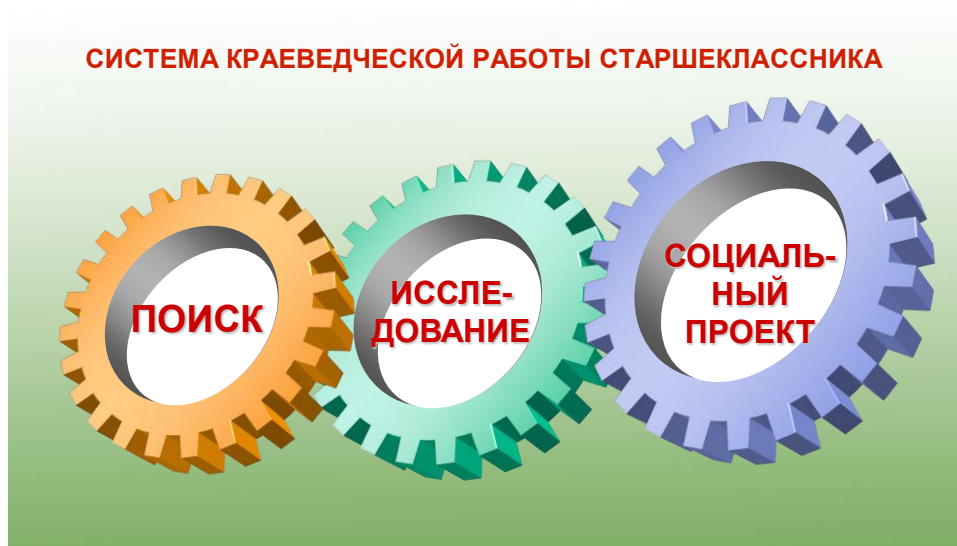 СИСТЕМА КРАЕВЕДЧЕСКОЙ РАБОТЫ СТАРШЕКЛАССНИКА
ПОИСК
ИССЛЕ-
ДОВАНИЕ
СОЦИАЛЬ-
НЫЙ
ПРОЕКТ